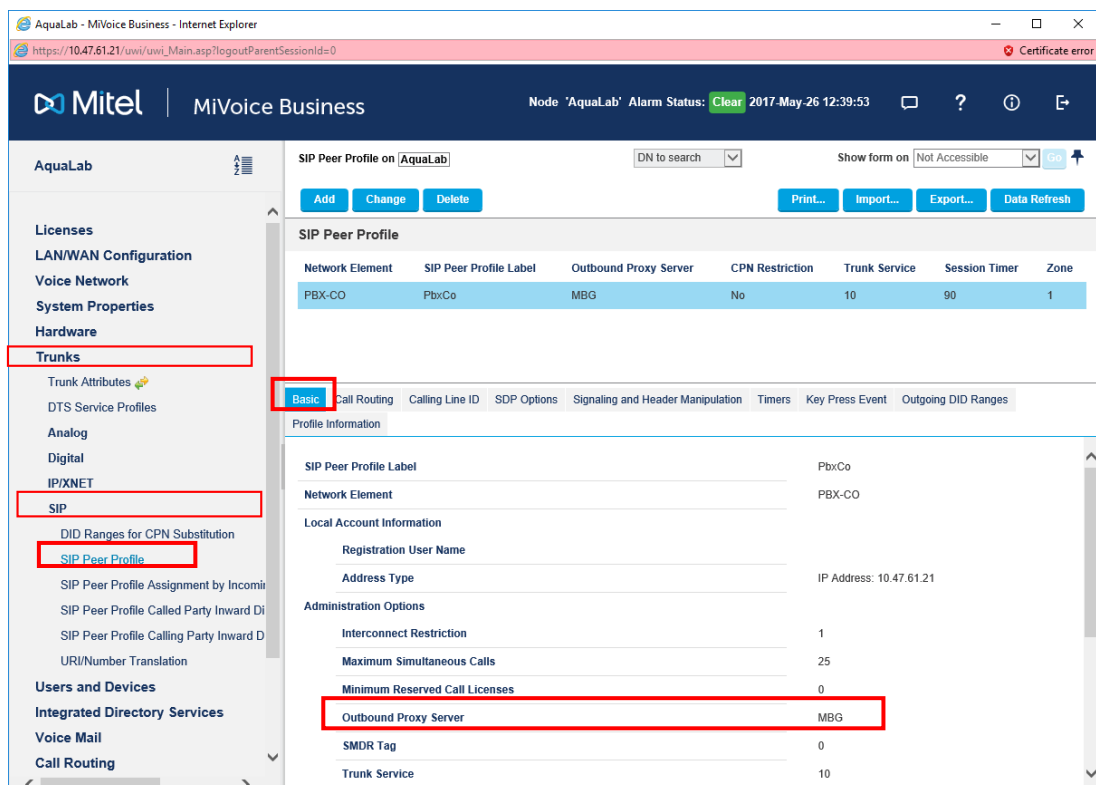 AquaLab - MiVoice Business - Internet Explorer
https://10.47.61.21/uwi/uwi_Main.asp?logoutParentSessionId=0 Certificate error
Mitel | MiVoice Business Node 'AquaLab' Alarm Status: Clear 2017-May-26 12:39:53 ?
AquaLab
Licenses
LAN/WAN Configuration
Voice Network
System Properties
Hardware
Trunks
Trunk Attributes
DTS Service Profiles
Analog
Digital
IP/XNET
SIP
DID Ranges for CPN Substitution
SIP Peer Profile
SIP Peer Profile Assignment by Incomin
SIP Peer Profile Called Party Inward Di
SIP Peer Profile Calling Party Inward D
URI/Number Translation
Users and Devices
Integrated Directory Services
Voice Mail
Call Routing
SIP Peer Profile on AquaLab DN to search Show form on Not Accessible Go
Add Change Delete Print... Import... Export... Data Refresh
SIP Peer Profile
Network Element SIP Peer Profile Label Outbound Proxy Server CPN Restriction Trunk Service Session Timer Zone
PBX-CO PbxCo MBG No 10 90 1
Basic Call Routing Calling Line ID SDP Options Signaling and Header Manipulation Timers Key Press Event Outgoing DID Ranges
Profile Information
SIP Peer Profile Label PbxCo
Network Element PBX-CO
Local Account Information
Registration User Name
Address Type IP Address: 10.47.61.21
Administration Options
Interconnect Restriction 1
Maximum Simultaneous Calls 25
Minimum Reserved Call Licenses 0
Outbound Proxy Server MBG
SMDR Tag 0
Trunk Service 10